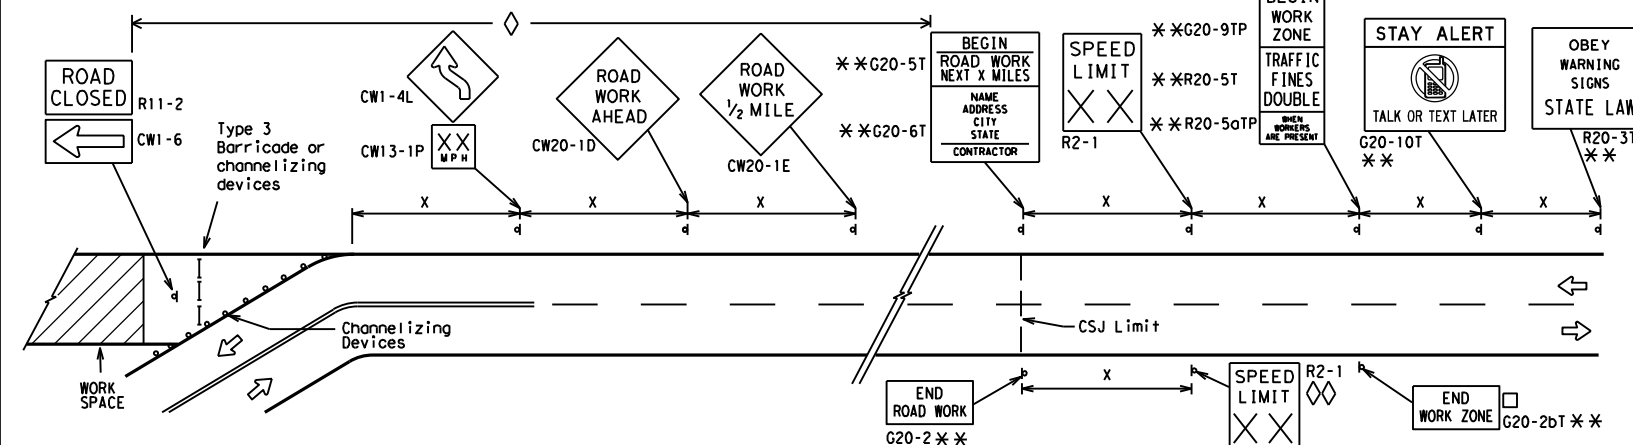 ROAD
CLOSED
R11-2
CW1-6
Type 3
Barricade or
channelizing
devices
CW1-4L
XX
MPH
CW13-1P
ROAD
WORK
AHEAD
CW20-1D
ROAD
WORK
1/2 MILE
CW20-1E
**G20-5T
BEGIN
ROAD WORK
NEXT X MILES
**G20-6T
NAME
ADDRESS
CITY
STATE
CONTRACTOR
SPEED
LIMIT
XX
R2-1
**G20-9TP
**R20-5T
**R20-5aTP
WORK
ZONE
TRAFFIC
FINES
DOUBLE
WHEN
WORKERS
ARE PRESENT
STAY ALERT
TALK OR TEXT LATER
G20-10T
**
OBEY
WARNING
SIGNS
STATE LAW
R20-3T
**
X X X X X X X
Channelizing
Devices
CSJ Limit
WORK
SPACE
X
END
ROAD WORK
G20-2**
SPEED
LIMIT
XX
R2-1
END
WORK ZONE
G20-2bT**